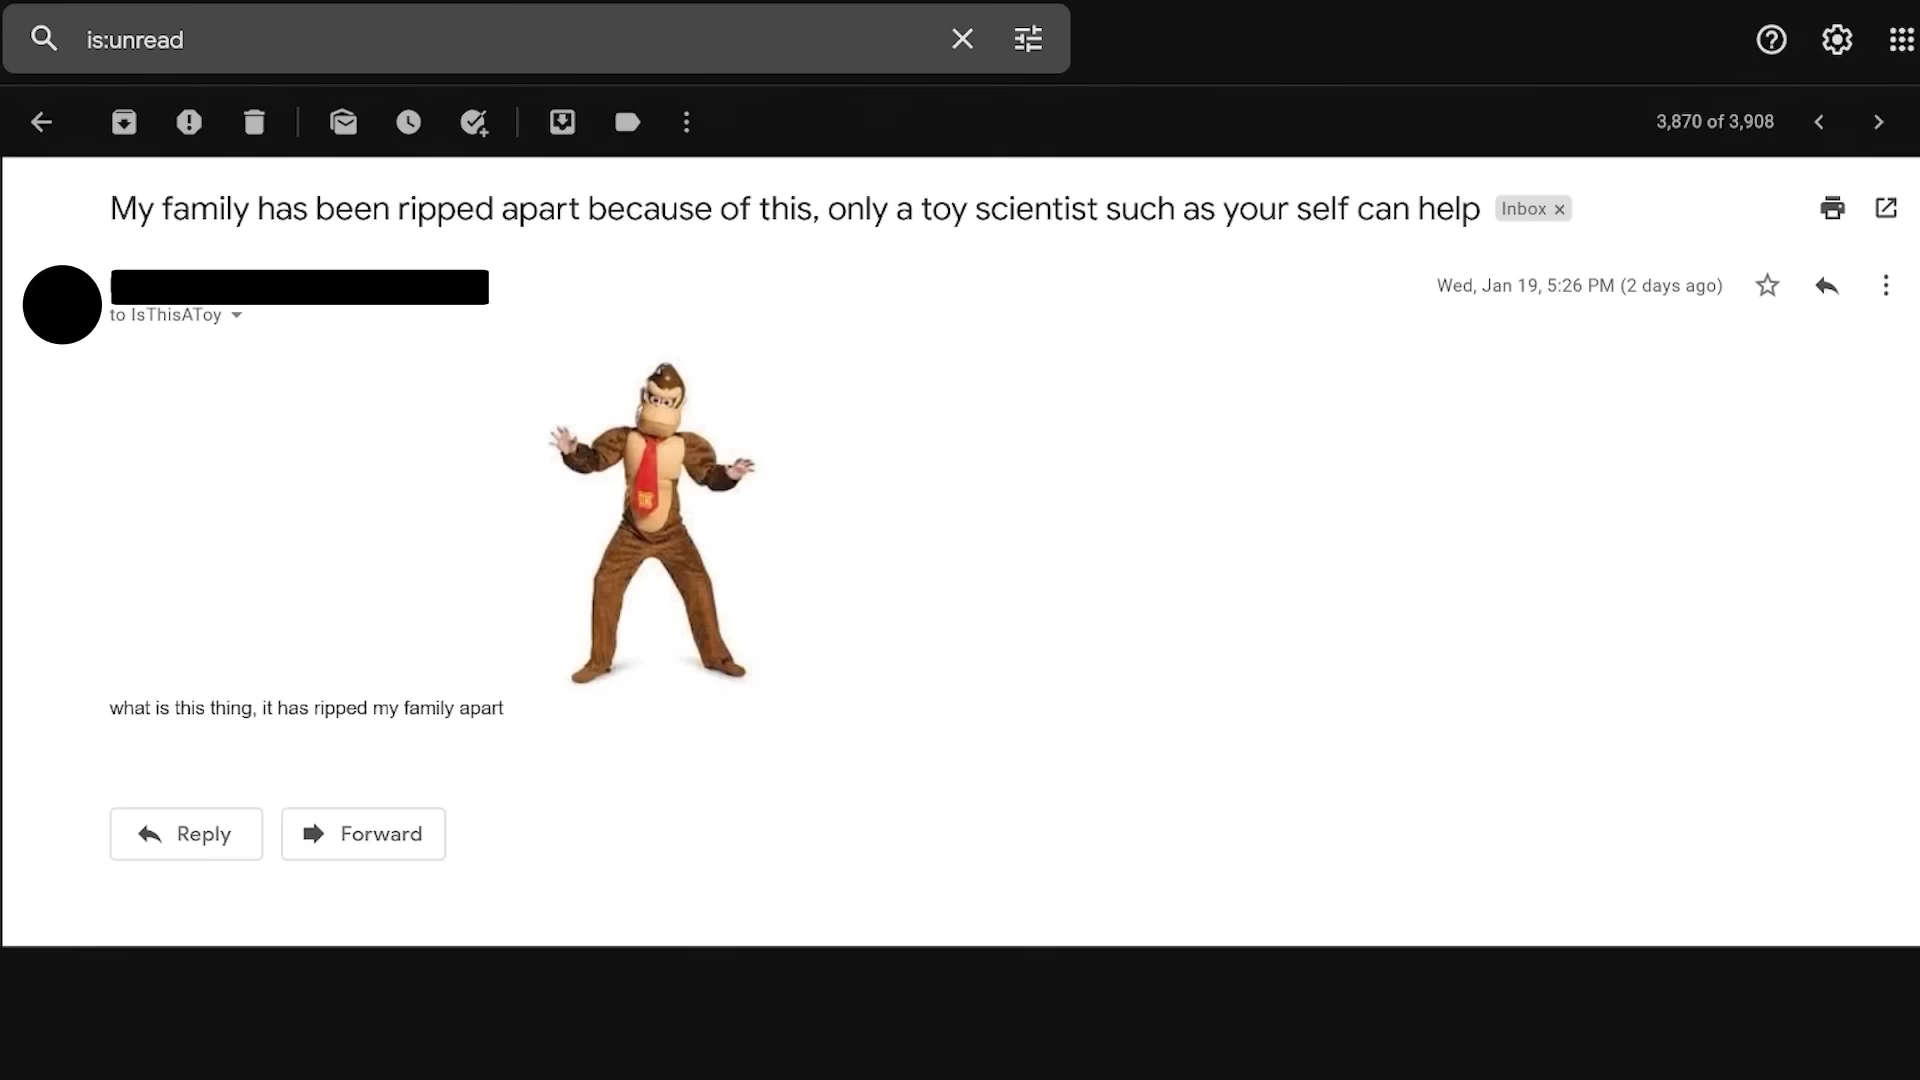 is:unread
3,870 of 3,908
My family has been ripped apart because of this, only a toy scientist such as your self can help Inbox ×
Wed, Jan 19, 5:26 PM (2 days ago)
to IsThisAToy
DK
what is this thing, it has ripped my family apart
Reply Forward